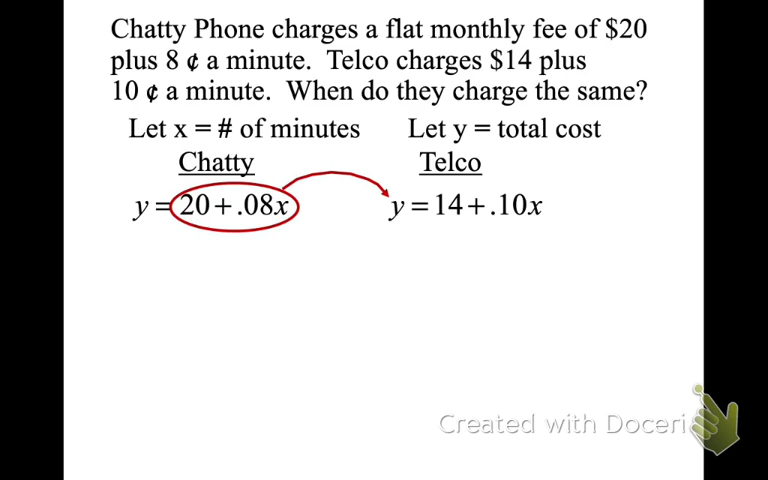 Chatty Phone charges a flat monthly fee of $20
plus 8 ¢ a minute. Telco charges $14 plus
10 ¢ a minute. When do they charge the same?
Let x = # of minutes Let y = total cost
Chatty Telco
y = 20 + .08x y = 14 + .10x
Created with Doceri